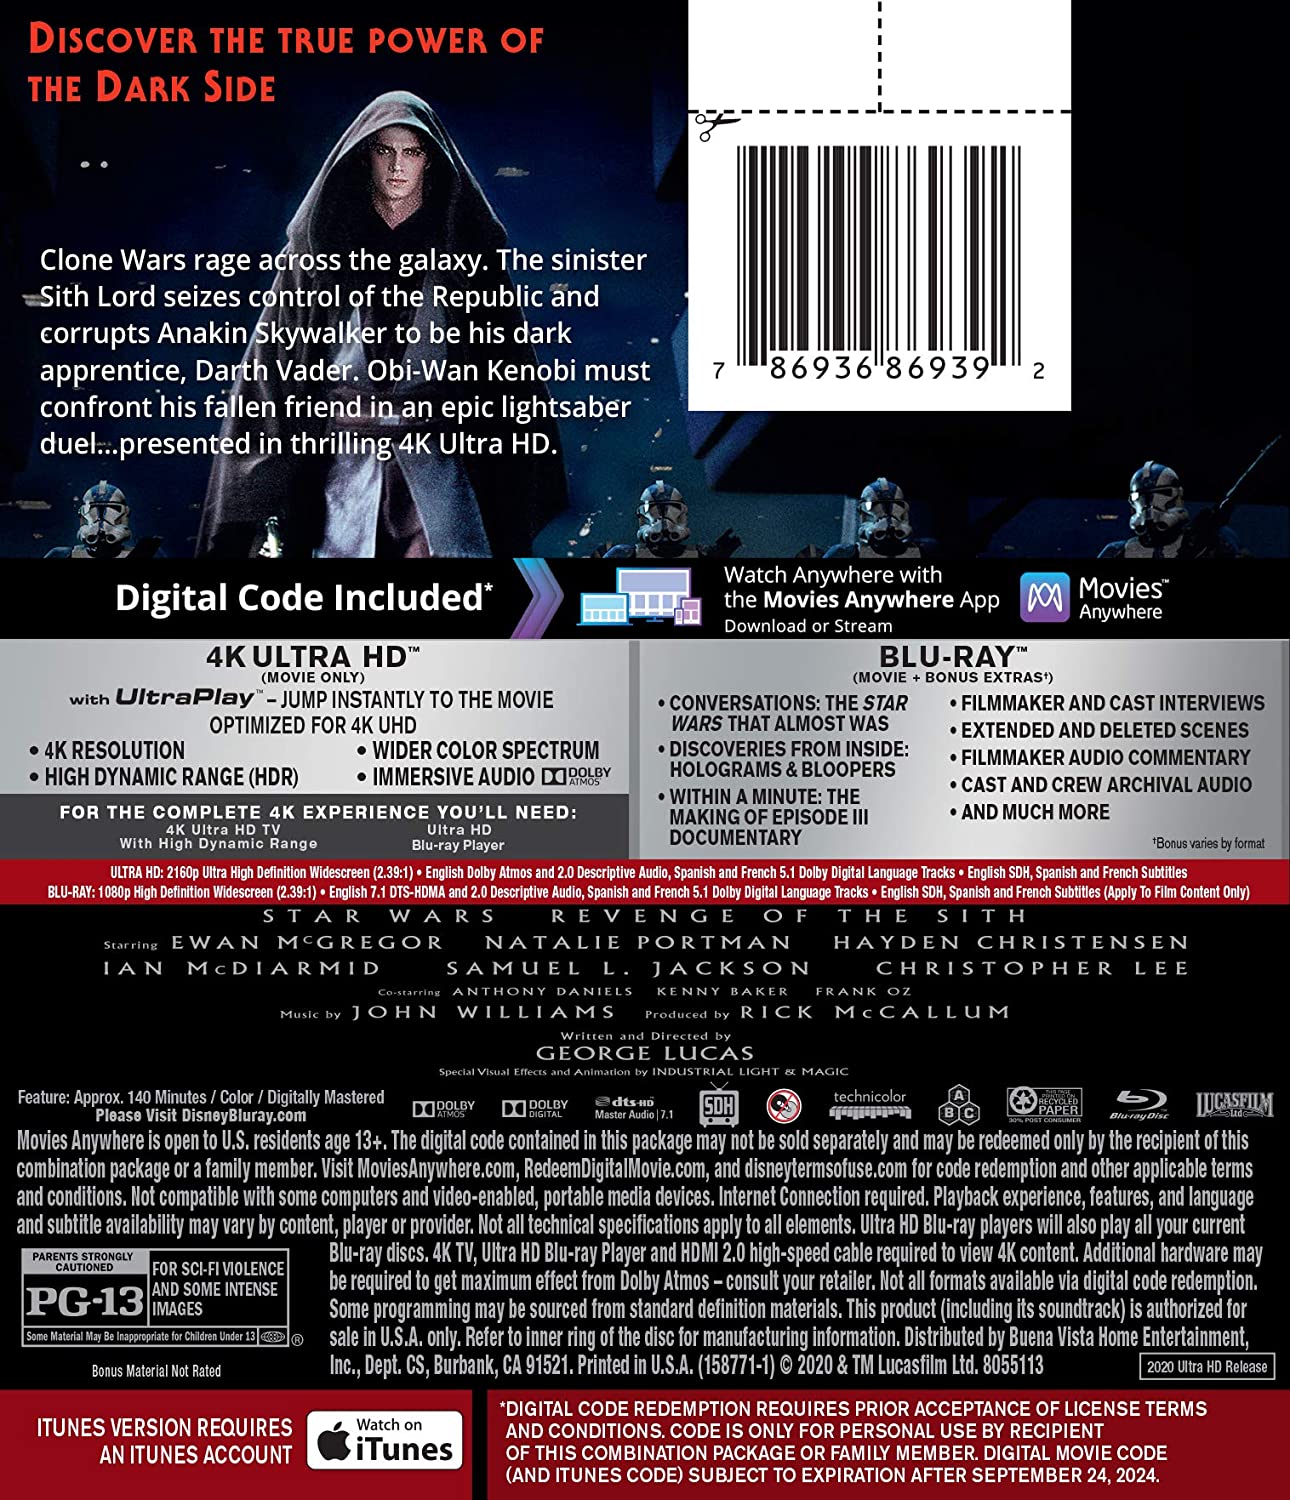 DISCOVER THE TRUE POWER OF
THE DARK SIDE
Clone Wars rage across the galaxy. The sinister
Sith Lord seizes control of the Republic and
corrupts Anakin Skywalker to be his dark
apprentice, Darth Vader. Obi-Wan Kenobi must
confront his fallen friend in an epic lightsaber
duel...presented in thrilling 4K Ultra HD.
7 86936 86939 2
Digital Code Included*
Watch Anywhere with
the Movies Anywhere App
Download or Stream
Movies™
Anywhere
4K ULTRA HD™
(MOVIE ONLY)
with UltraPlay™ – JUMP INSTANTLY TO THE MOVIE
OPTIMIZED FOR 4K UHD
• 4K RESOLUTION
• HIGH DYNAMIC RANGE (HDR)
• WIDER COLOR SPECTRUM
• IMMERSIVE AUDIO DOLBY ATMOS
FOR THE COMPLETE 4K EXPERIENCE YOU'LL NEED:
4K Ultra HD TV
With High Dynamic Range
Ultra HD
Blu-ray Player
BLU-RAY™
(MOVIE + BONUS EXTRAS†)
• CONVERSATIONS: THE STAR
WARS THAT ALMOST WAS
• DISCOVERIES FROM INSIDE:
HOLOGRAMS & BLOOPERS
• WITHIN A MINUTE: THE
MAKING OF EPISODE III
DOCUMENTARY
• FILMMAKER AND CAST INTERVIEWS
• EXTENDED AND DELETED SCENES
• FILMMAKER AUDIO COMMENTARY
• CAST AND CREW ARCHIVAL AUDIO
• AND MUCH MORE
†Bonus varies by format
ULTRA HD: 2160p Ultra High Definition Widescreen (2.39:1) • English Dolby Atmos and 2.0 Descriptive Audio, Spanish and French 5.1 Dolby Digital Language Tracks • English SDH, Spanish and French Subtitles
BLU-RAY: 1080p High Definition Widescreen (2.39:1) • English 7.1 DTS-HDMA and 2.0 Descriptive Audio, Spanish and French 5.1 Dolby Digital Language Tracks • English SDH, Spanish and French Subtitles (Apply To Film Content Only)
STAR WARS REVENGE OF THE SITH
Starring EWAN McGREGOR NATALIE PORTMAN HAYDEN CHRISTENSEN
IAN McDIARMID SAMUEL L. JACKSON CHRISTOPHER LEE
Co-starring ANTHONY DANIELS KENNY BAKER FRANK OZ
Music by JOHN WILLIAMS Produced by RICK McCALLUM
Written and Directed by
GEORGE LUCAS
Special Visual Effects and Animation by INDUSTRIAL LIGHT & MAGIC
Feature: Approx. 140 Minutes / Color / Digitally Mastered
Please Visit DisneyBluray.com
DOLBY ATMOS
DOLBY DIGITAL
dts-HD Master Audio | 7.1
SDH
technicolor
A B C
THIS PAGE PRINTED ON RECYCLED PAPER 30% POST CONSUMER
Blu-ray Disc
LUCASFILM Ltd
Movies Anywhere is open to U.S. residents age 13+. The digital code contained in this package may not be sold separately and may be redeemed only by the recipient of this
combination package or a family member. Visit MoviesAnywhere.com, RedeemDigitalMovie.com, and disneytermsofuse.com for code redemption and other applicable terms
and conditions. Not compatible with some computers and video-enabled, portable media devices. Internet Connection required. Playback experience, features, and language
and subtitle availability may vary by content, player or provider. Not all technical specifications apply to all elements. Ultra HD Blu-ray players will also play all your current
Blu-ray discs. 4K TV, Ultra HD Blu-ray Player and HDMI 2.0 high-speed cable required to view 4K content. Additional hardware may
be required to get maximum effect from Dolby Atmos – consult your retailer. Not all formats available via digital code redemption.
Some programming may be sourced from standard definition materials. This product (including its soundtrack) is authorized for
sale in U.S.A. only. Refer to inner ring of the disc for manufacturing information. Distributed by Buena Vista Home Entertainment,
Inc., Dept. CS, Burbank, CA 91521. Printed in U.S.A. (158771-1) © 2020 & TM Lucasfilm Ltd. 8055113
2020 Ultra HD Release
PARENTS STRONGLY
CAUTIONED
PG-13
FOR SCI-FI VIOLENCE
AND SOME INTENSE
IMAGES
Some Material May Be Inappropriate for Children Under 13
®
Bonus Material Not Rated
ITUNES VERSION REQUIRES
AN ITUNES ACCOUNT
Watch on
iTunes
*DIGITAL CODE REDEMPTION REQUIRES PRIOR ACCEPTANCE OF LICENSE TERMS
AND CONDITIONS. CODE IS ONLY FOR PERSONAL USE BY RECIPIENT
OF THIS COMBINATION PACKAGE OR FAMILY MEMBER. DIGITAL MOVIE CODE
(AND ITUNES CODE) SUBJECT TO EXPIRATION AFTER SEPTEMBER 24, 2024.